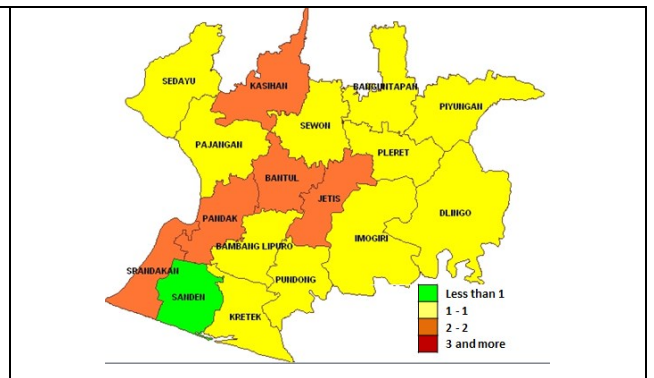 SEDAYU
KASIHAN
BANGUNTAPAN
PIYUNGAN
SEWON
PAJANGAN
PLERET
BANTUL
JETIS
PANDAK
DLINGO
IMOGIRI
BAMBANG LIPURO
SRANDAKAN
PUNDONG
SANDEN
KRETEK
Less than 1
1 - 1
2 - 2
3 and more